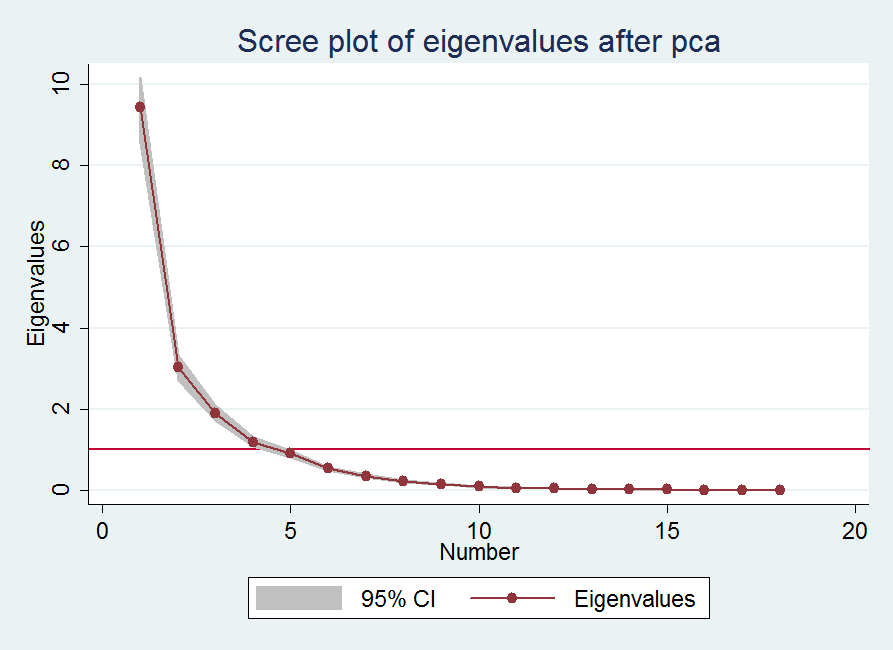 Scree plot of eigenvalues after pca
Eigenvalues
10
8
6
4
2
0
0 5 10 15 20
Number
95% CI Eigenvalues